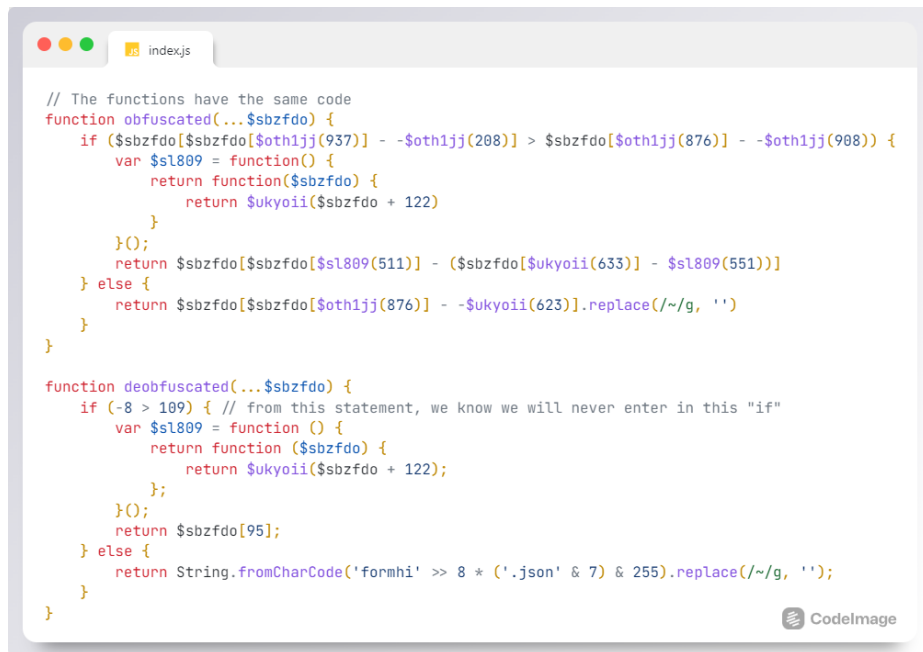 JS index.js
// The functions have the same code
function obfuscated(...$sbzfdo) {
    if ($sbzfdo[$sbzfdo[$oth1jj(937)] - -$oth1jj(208)] > $sbzfdo[$oth1jj(876)] - -$oth1jj(908)) {
        var $sl809 = function() {
            return function($sbzfdo) {
                return $ukyoii($sbzfdo + 122)
            }
        }();
        return $sbzfdo[$sbzfdo[$sl809(511)] - ($sbzfdo[$ukyoii(633)] - $sl809(551))]
    } else {
        return $sbzfdo[$sbzfdo[$oth1jj(876)] - -$ukyoii(623)].replace(/~/g, '')
    }
}
function deobfuscated(...$sbzfdo) {
    if (-8 > 109) { // from this statement, we know we will never enter in this "if"
        var $sl809 = function () {
            return function ($sbzfdo) {
                return $ukyoii($sbzfdo + 122);
            };
        }();
        return $sbzfdo[95];
    } else {
        return String.fromCharCode('formhi' >> 8 * ('.json' & 7) & 255).replace(/~/g, '');
    }
}
CodeImage